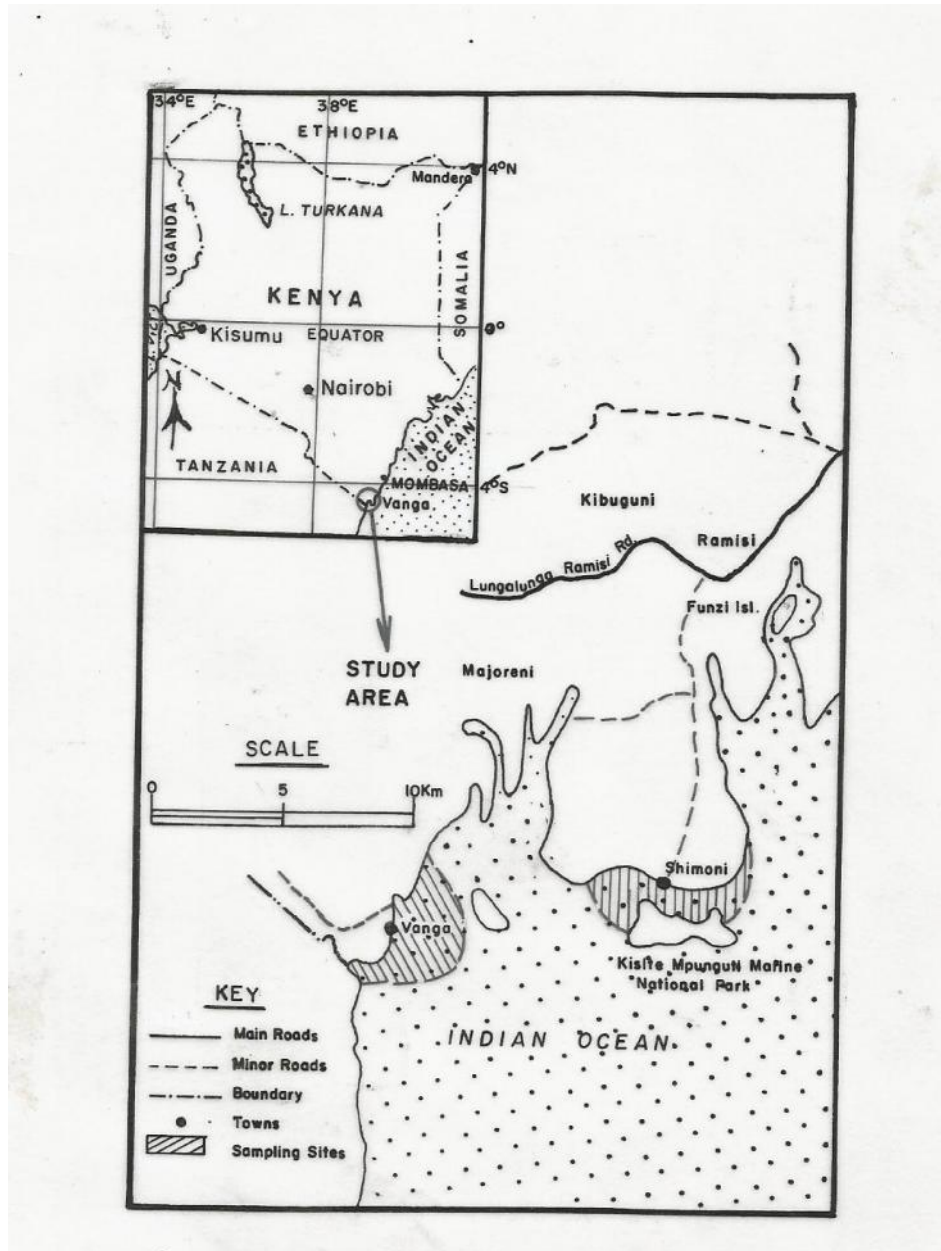 34°E
38°E
ETHIOPIA
4°N
Mandera
L. TURKANA
UGANDA
SOMALIA
KENYA
Kisumu
EQUATOR
0°
Nairobi
N
INDIAN
OCEAN
TANZANIA
MOMBASA
4°S
Vanga
Kibuguni
Ramisi
Lungalunga Ramisi Rd.
Funzi Isl.
STUDY
AREA
Majoreni
SCALE
0 5 10Km
Shimoni
Vanga
Kisite Mpunguti Marine
National Park
KEY
INDIAN OCEAN
Main Roads
Minor Roads
Boundary
Towns
Sampling Sites